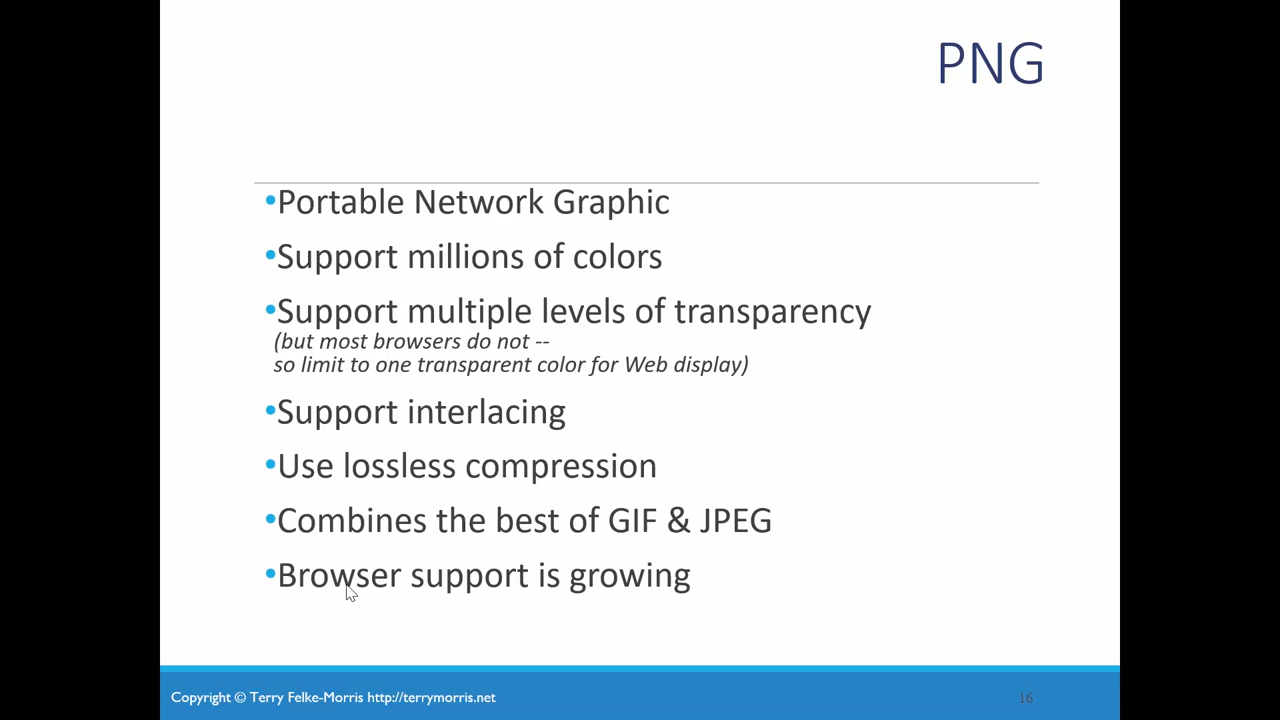 PNG
•Portable Network Graphic
•Support millions of colors
•Support multiple levels of transparency
(but most browsers do not --
so limit to one transparent color for Web display)
•Support interlacing
•Use lossless compression
•Combines the best of GIF & JPEG
•Browser support is growing
Copyright © Terry Felke-Morris http://terrymorris.net
16